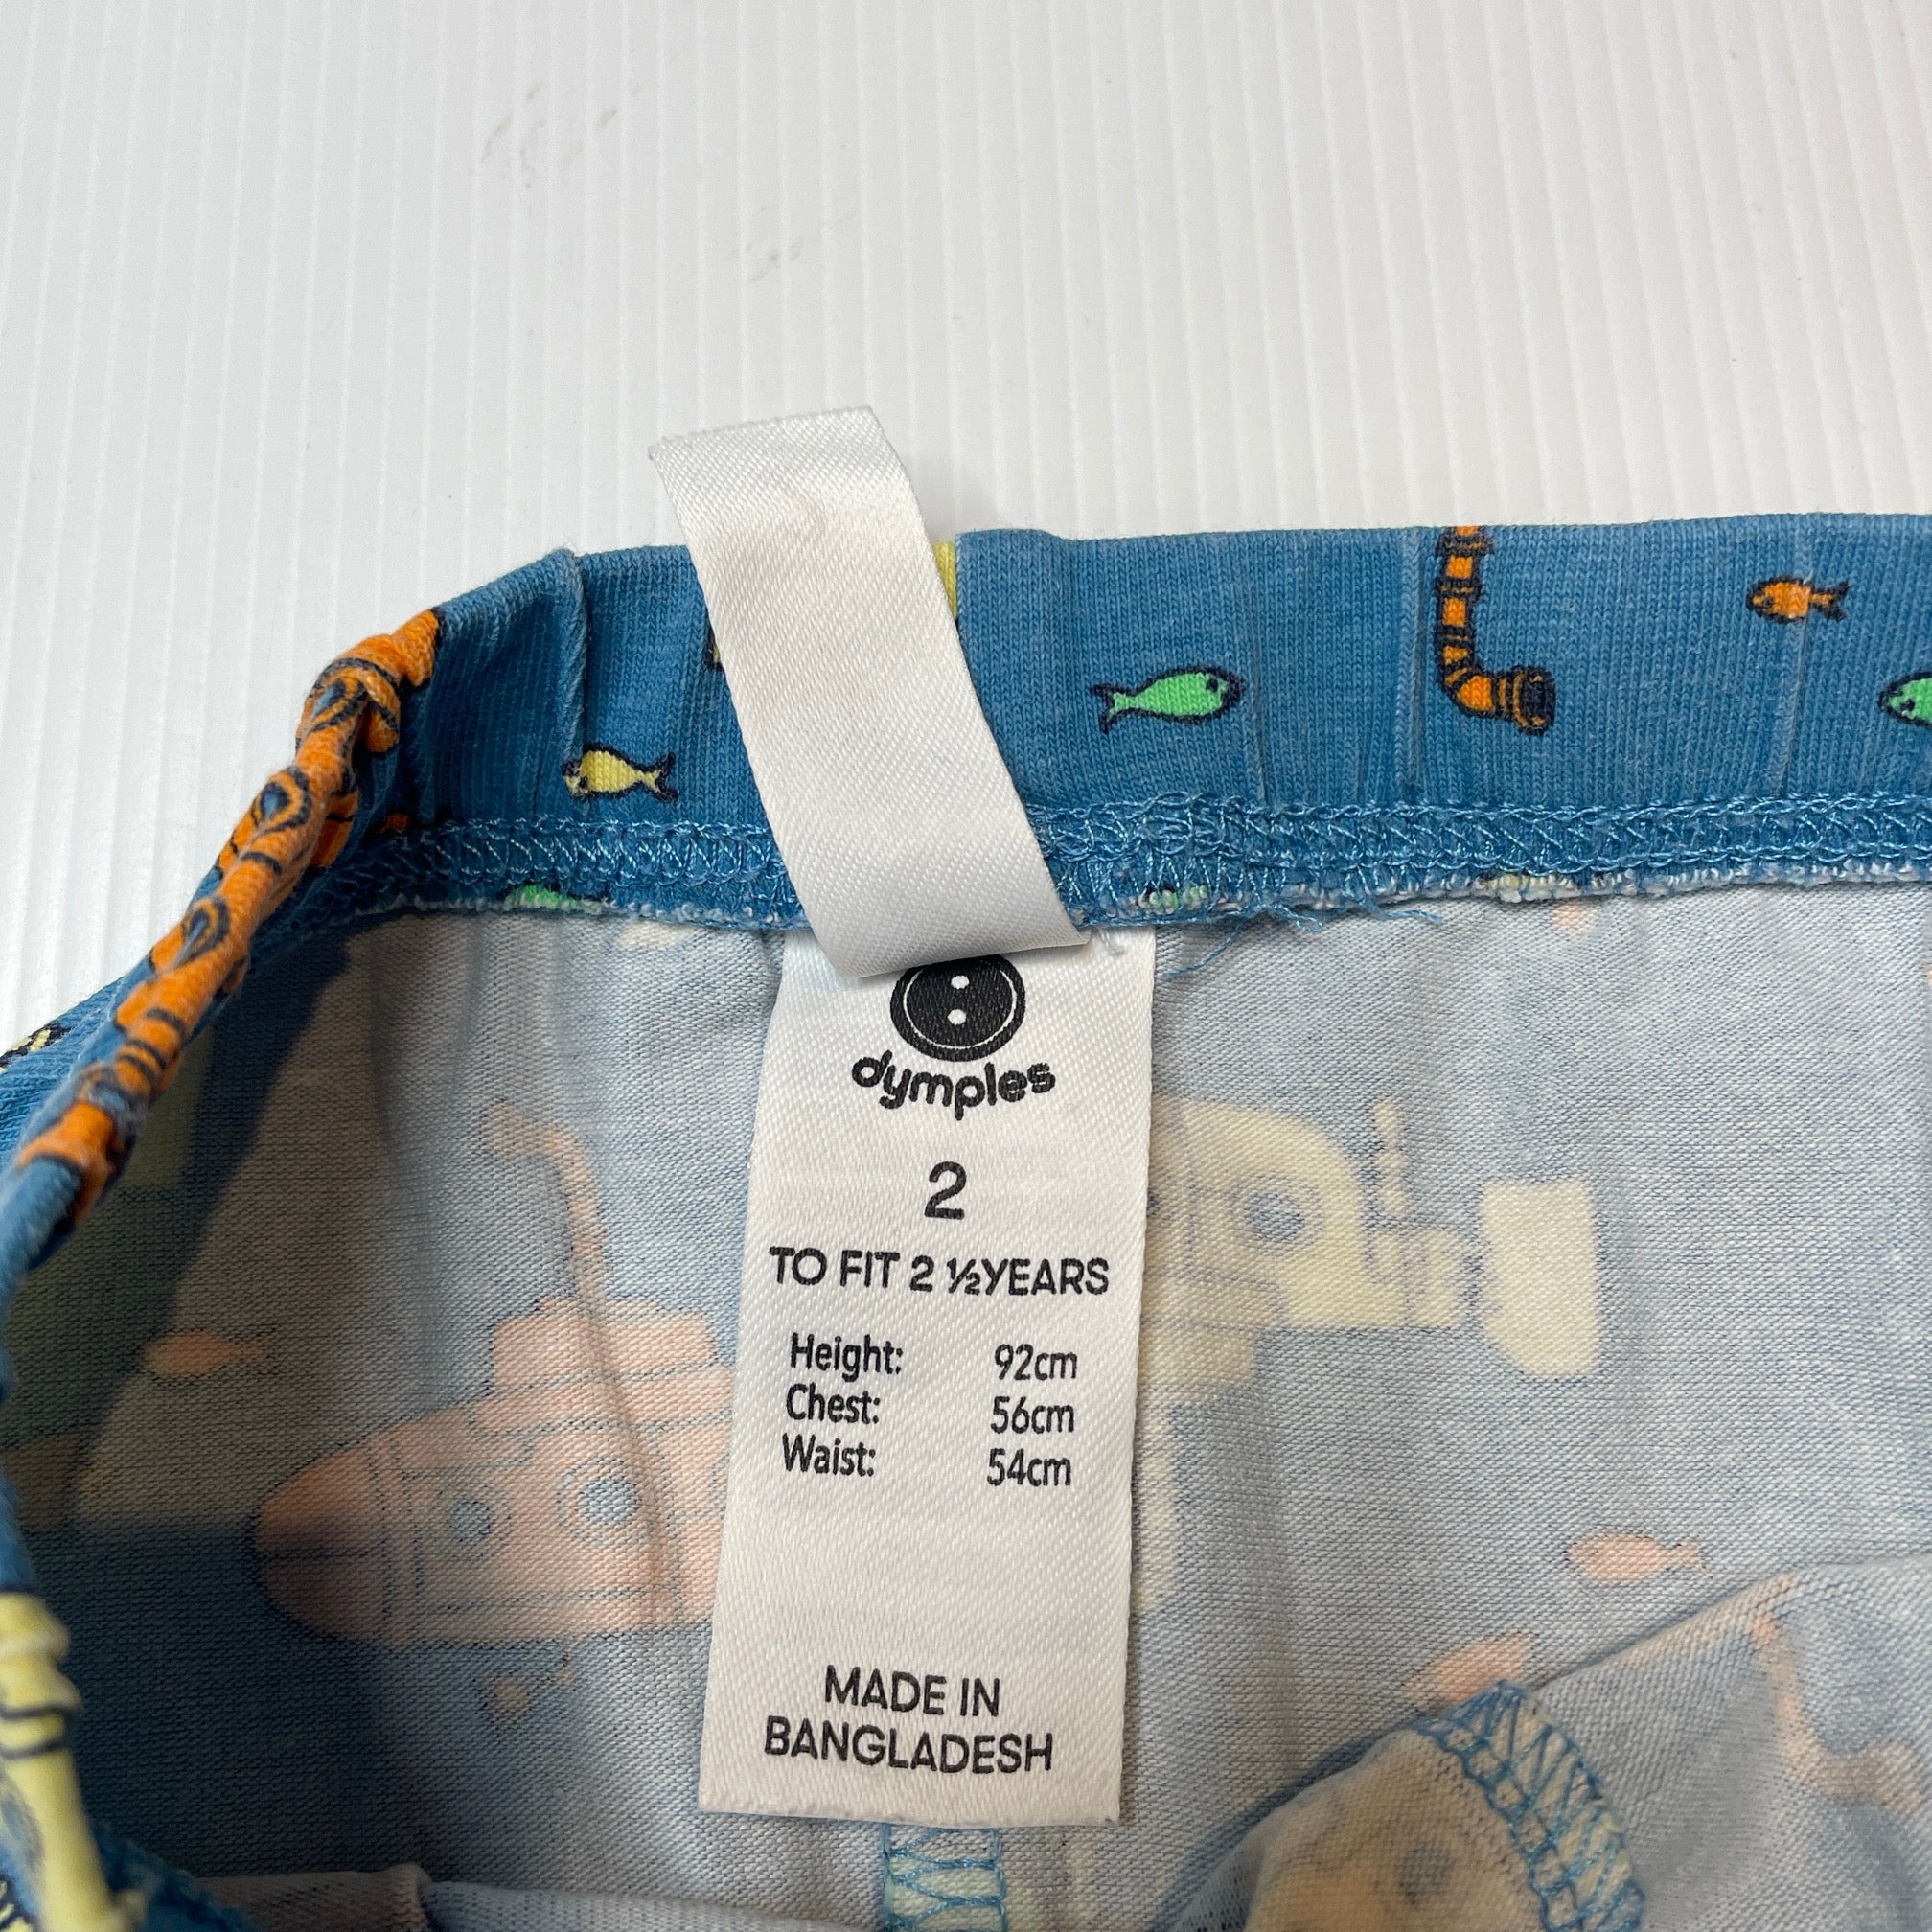 dymples
2
TO FIT 2 ½YEARS
Height: 92cm
Chest: 56cm
Waist: 54cm
MADE IN
BANGLADESH